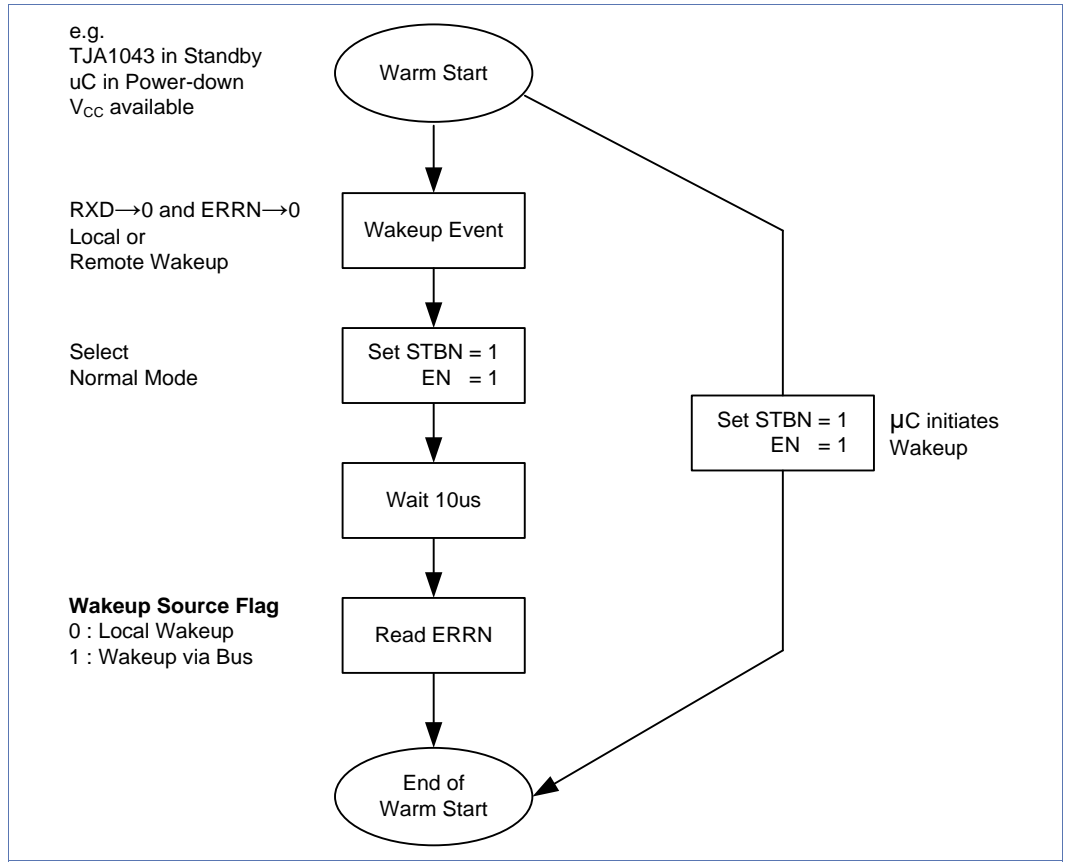 e.g.
TJA1043 in Standby
uC in Power-down
VCC available
Warm Start
RXD→0 and ERRN→0
Local or
Remote Wakeup
Wakeup Event
Select
Normal Mode
Set STBN = 1
EN = 1
Set STBN = 1
EN = 1
µC initiates
Wakeup
Wait 10us
Wakeup Source Flag
0 : Local Wakeup
1 : Wakeup via Bus
Read ERRN
End of
Warm Start